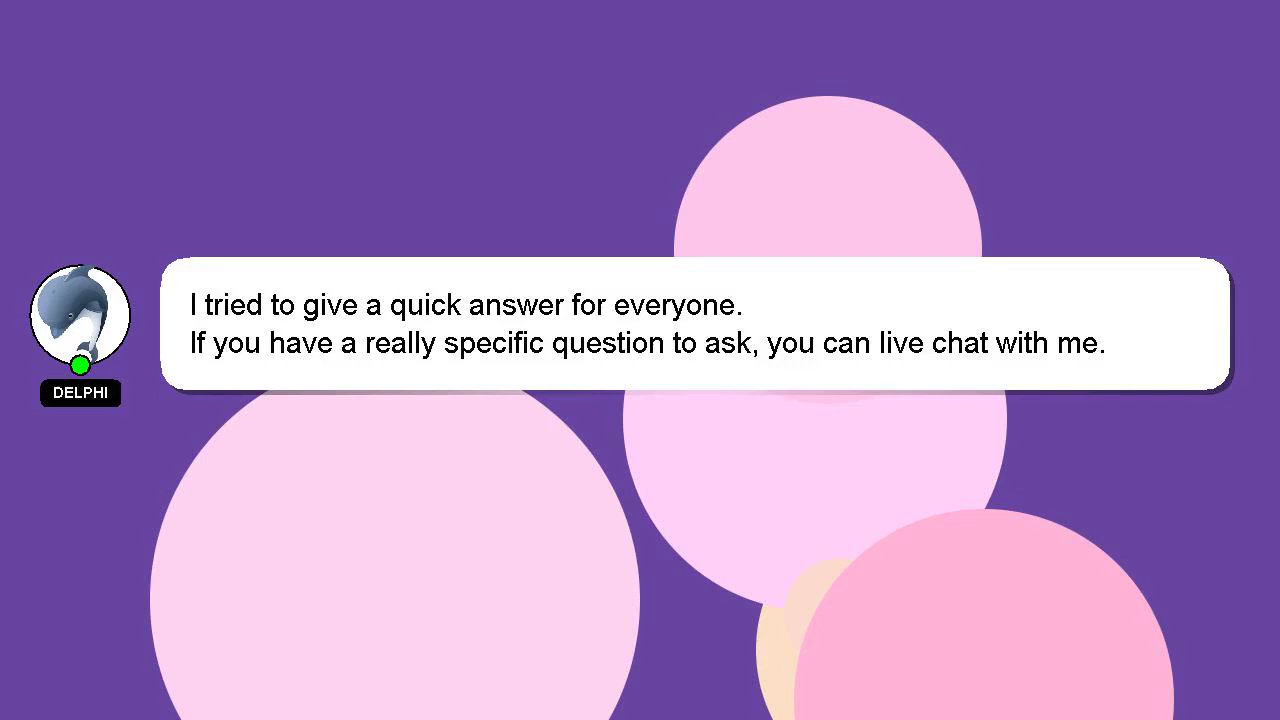 I tried to give a quick answer for everyone.
If you have a really specific question to ask, you can live chat with me.
DELPHI